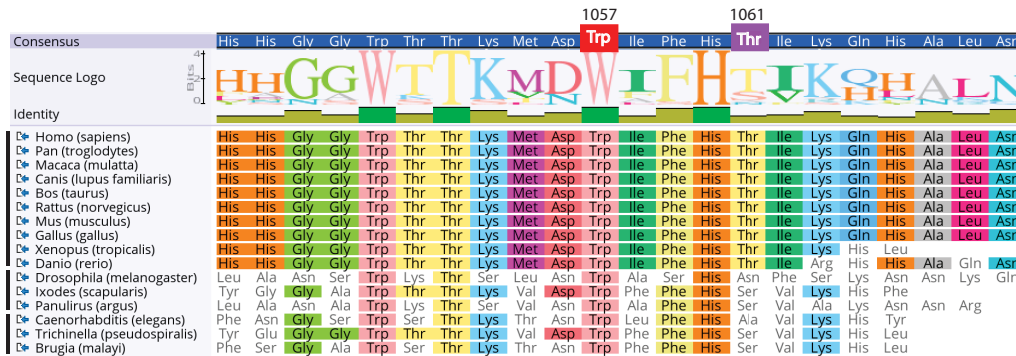 1057 1061
Consensus His His Gly Gly Trp Thr Thr Lys Met Asp Trp Ile Phe His Thr Ile Lys Gln His Ala Leu Asn
Sequence Logo Bits 4 2 0 HHGGWTTKMDWIFHTIKQHALN
Identity
Homo (sapiens) His His Gly Gly Trp Thr Thr Lys Met Asp Trp Ile Phe His Thr Ile Lys Gln His Ala Leu Asn
Pan (troglodytes) His His Gly Gly Trp Thr Thr Lys Met Asp Trp Ile Phe His Thr Ile Lys Gln His Ala Leu Asn
Macaca (mulatta) His His Gly Gly Trp Thr Thr Lys Met Asp Trp Ile Phe His Thr Ile Lys Gln His Ala Leu Asn
Canis (lupus familiaris) His His Gly Gly Trp Thr Thr Lys Met Asp Trp Ile Phe His Thr Ile Lys Gln His Ala Leu Asn
Bos (taurus) His His Gly Gly Trp Thr Thr Lys Met Asp Trp Ile Phe His Thr Ile Lys Gln His Ala Leu Asn
Rattus (norvegicus) His His Gly Gly Trp Thr Thr Lys Met Asp Trp Ile Phe His Thr Ile Lys Gln His Ala Leu Asn
Mus (musculus) His His Gly Gly Trp Thr Thr Lys Met Asp Trp Ile Phe His Thr Ile Lys Gln His Ala Leu Asn
Gallus (gallus) His His Gly Gly Trp Thr Thr Lys Met Asp Trp Ile Phe His Thr Ile Lys Gln His Ala Leu Asn
Xenopus (tropicalis) His His Gly Gly Trp Thr Thr Lys Met Asp Trp Ile Phe His Thr Ile Lys His Leu
Danio (rerio) His His Gly Gly Trp Thr Thr Lys Met Asp Trp Ile Phe His Thr Ile Arg His His Ala Gln Asn
Drosophila (melanogaster) Leu Ala Asn Ser Trp Lys Thr Ser Leu Asn Trp Ala Ser His Asn Phe Ser Lys Asn Asn Lys Gln
Ixodes (scapularis) Tyr Gly Gly Ala Trp Thr Thr Lys Val Asp Trp Phe Phe His Ser Val Lys His Phe
Panulirus (argus) Leu Ala Asn Ala Trp Lys Thr Ser Val Asn Trp Ala Phe His Ser Val Ala Lys Asn Asn Arg
Caenorhabditis (elegans) Phe Asn Gly Ser Trp Ser Thr Lys Thr Asn Trp Leu Phe His Ala Val Lys His Tyr
Trichinella (pseudospiralis) Tyr Glu Gly Gly Trp Thr Thr Lys Val Asp Trp Phe Phe His Ser Val Lys His Leu
Brugia (malayi) Phe Ser Gly Ala Trp Ser Thr Lys Thr Asn Trp Ala Phe His Ser Val Lys His Leu